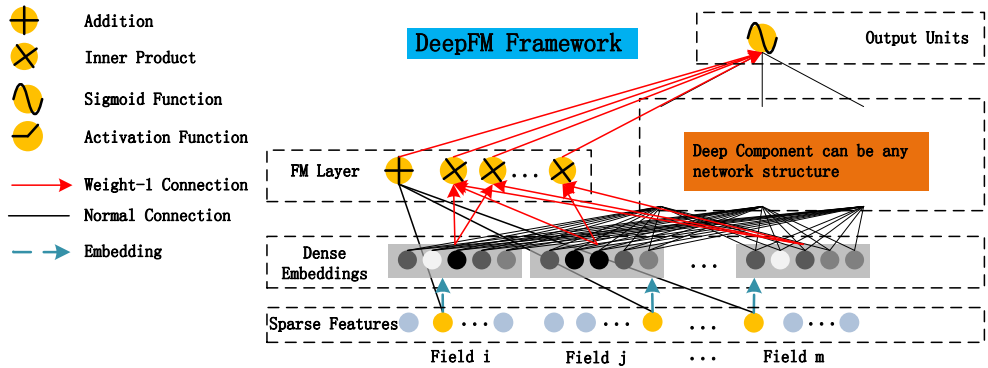 Addition
Inner Product
Sigmoid Function
Activation Function
Weight-1 Connection
Normal Connection
Embedding
DeepFM Framework
Output Units
Deep Component can be any
network structure
FM Layer
...
Dense
Embeddings
...
Sparse Features
...
...
...
...
Field i
Field j
...
Field m